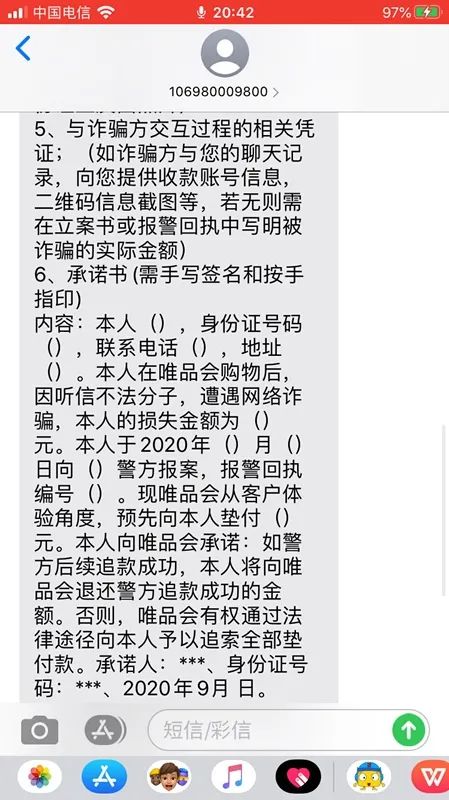 中国电信
20:42
97%
106980009800
5、与诈骗方交互过程的相关凭
证；（如诈骗方与您的聊天记
录，向您提供收款账号信息，
二维码信息截图等，若无则需
在立案书或报警回执中写明被
诈骗的实际金额）
6、承诺书(需手写签名和按手
指印)
内容：本人（），身份证号码
（），联系电话（），地址
（）。本人在唯品会购物后，
因听信不法分子，遭遇网络诈
骗，本人的损失金额为（）
元。本人于2020年（）月（）
日向（）警方报案，报警回执
编号（）。现唯品会从客户体
验角度，预先向本人垫付（）
元。本人向唯品会承诺：如警
方后续追款成功，本人将向唯
品会退还警方追款成功的金
额。否则，唯品会有权通过法
律途径向本人予以追索全部垫
付款。承诺人：***、身份证号
码：***、2020年9月 日。
短信/彩信